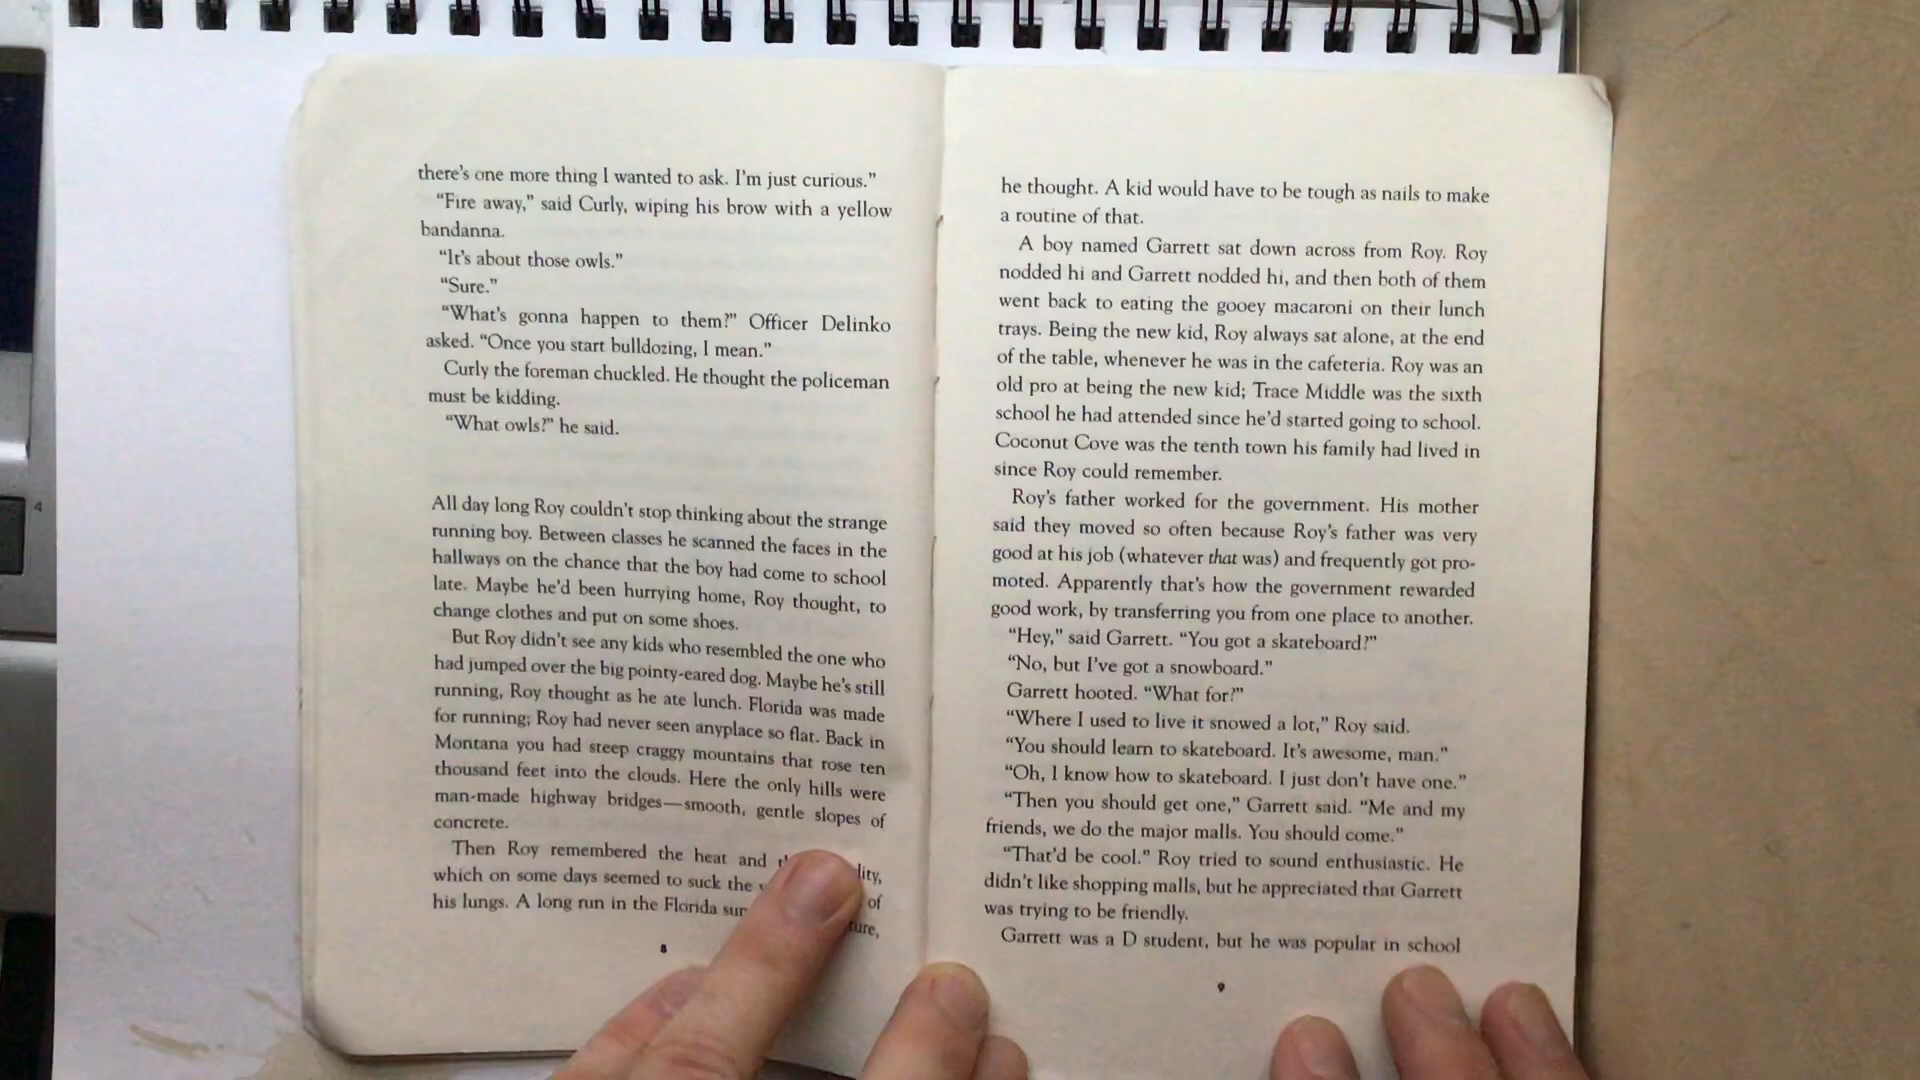 there's one more thing I wanted to ask. I'm just curious.”
“Fire away,” said Curly, wiping his brow with a yellow
bandanna.
“It's about those owls.”
“Sure.”
“What's gonna happen to them?” Officer Delinko
asked. “Once you start bulldozing, I mean.”
Curly the foreman chuckled. He thought the policeman
must be kidding.
“What owls?” he said.
All day long Roy couldn't stop thinking about the strange
running boy. Between classes he scanned the faces in the
hallways on the chance that the boy had come to school
late. Maybe he'd been hurrying home, Roy thought, to
change clothes and put on some shoes.
But Roy didn't see any kids who resembled the one who
had jumped over the big pointy-eared dog. Maybe he's still
running, Roy thought as he ate lunch. Florida was made
for running; Roy had never seen anyplace so flat. Back in
Montana you had steep craggy mountains that rose ten
thousand feet into the clouds. Here the only hills were
man-made highway bridges—smooth, gentle slopes of
concrete.
Then Roy remembered the heat and
which on some days seemed to suck the of
his lungs. A long run in the Florida
8
he thought. A kid would have to be tough as nails to make
a routine of that.
A boy named Garrett sat down across from Roy. Roy
nodded hi and Garrett nodded hi, and then both of them
went back to eating the gooey macaroni on their lunch
trays. Being the new kid, Roy always sat alone, at the end
of the table, whenever he was in the cafeteria. Roy was an
old pro at being the new kid; Trace Middle was the sixth
school he had attended since he'd started going to school.
Coconut Cove was the tenth town his family had lived in
since Roy could remember.
Roy's father worked for the government. His mother
said they moved so often because Roy's father was very
good at his job (whatever that was) and frequently got pro-
moted. Apparently that's how the government rewarded
good work, by transferring you from one place to another.
“Hey,” said Garrett. “You got a skateboard?”
“No, but I've got a snowboard.”
Garrett hooted. “What for?”
“Where I used to live it snowed a lot,” Roy said.
“You should learn to skateboard. It's awesome, man.”
“Oh, I know how to skateboard. I just don't have one.”
“Then you should get one,” Garrett said. “Me and my
friends, we do the major malls. You should come.”
“That'd be cool.” Roy tried to sound enthusiastic. He
didn't like shopping malls, but he appreciated that Garrett
was trying to be friendly.
Garrett was a D student, but he was popular in school
9
4